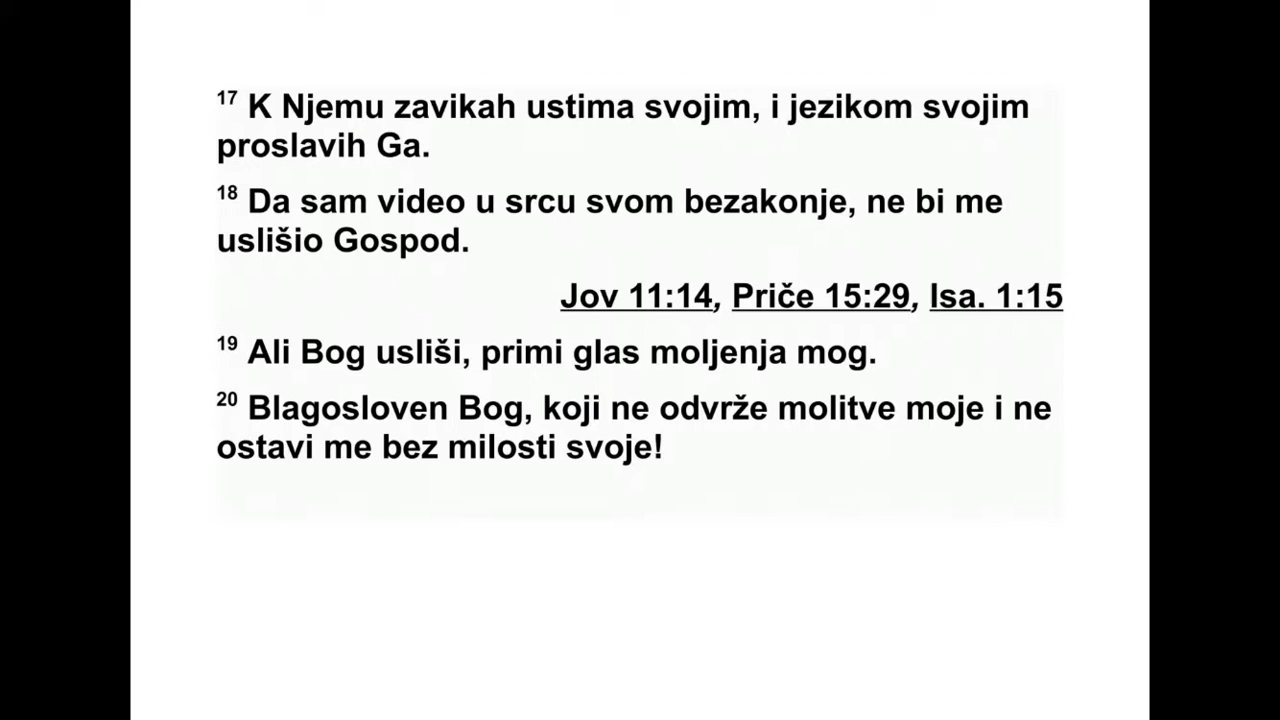 17 K Njemu zavikah ustima svojim, i jezikom svojim
proslavih Ga.
18 Da sam video u srcu svom bezakonje, ne bi me
uslišio Gospod.
Jov 11:14, Priče 15:29, Isa. 1:15
19 Ali Bog usliši, primi glas moljenja mog.
20 Blagosloven Bog, koji ne odvrže molitve moje i ne
ostavi me bez milosti svoje!